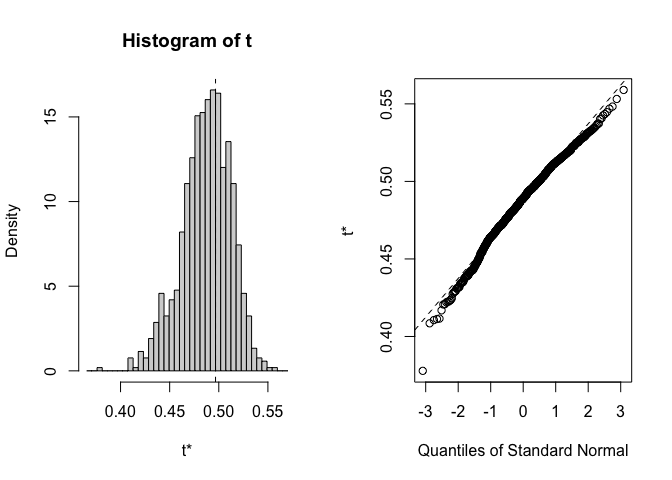 Histogram of t
Density
0
5
10
15
0.40 0.45 0.50 0.55
t*
t*
0.40
0.45
0.50
0.55
-3 -2 -1 0 1 2 3
Quantiles of Standard Normal